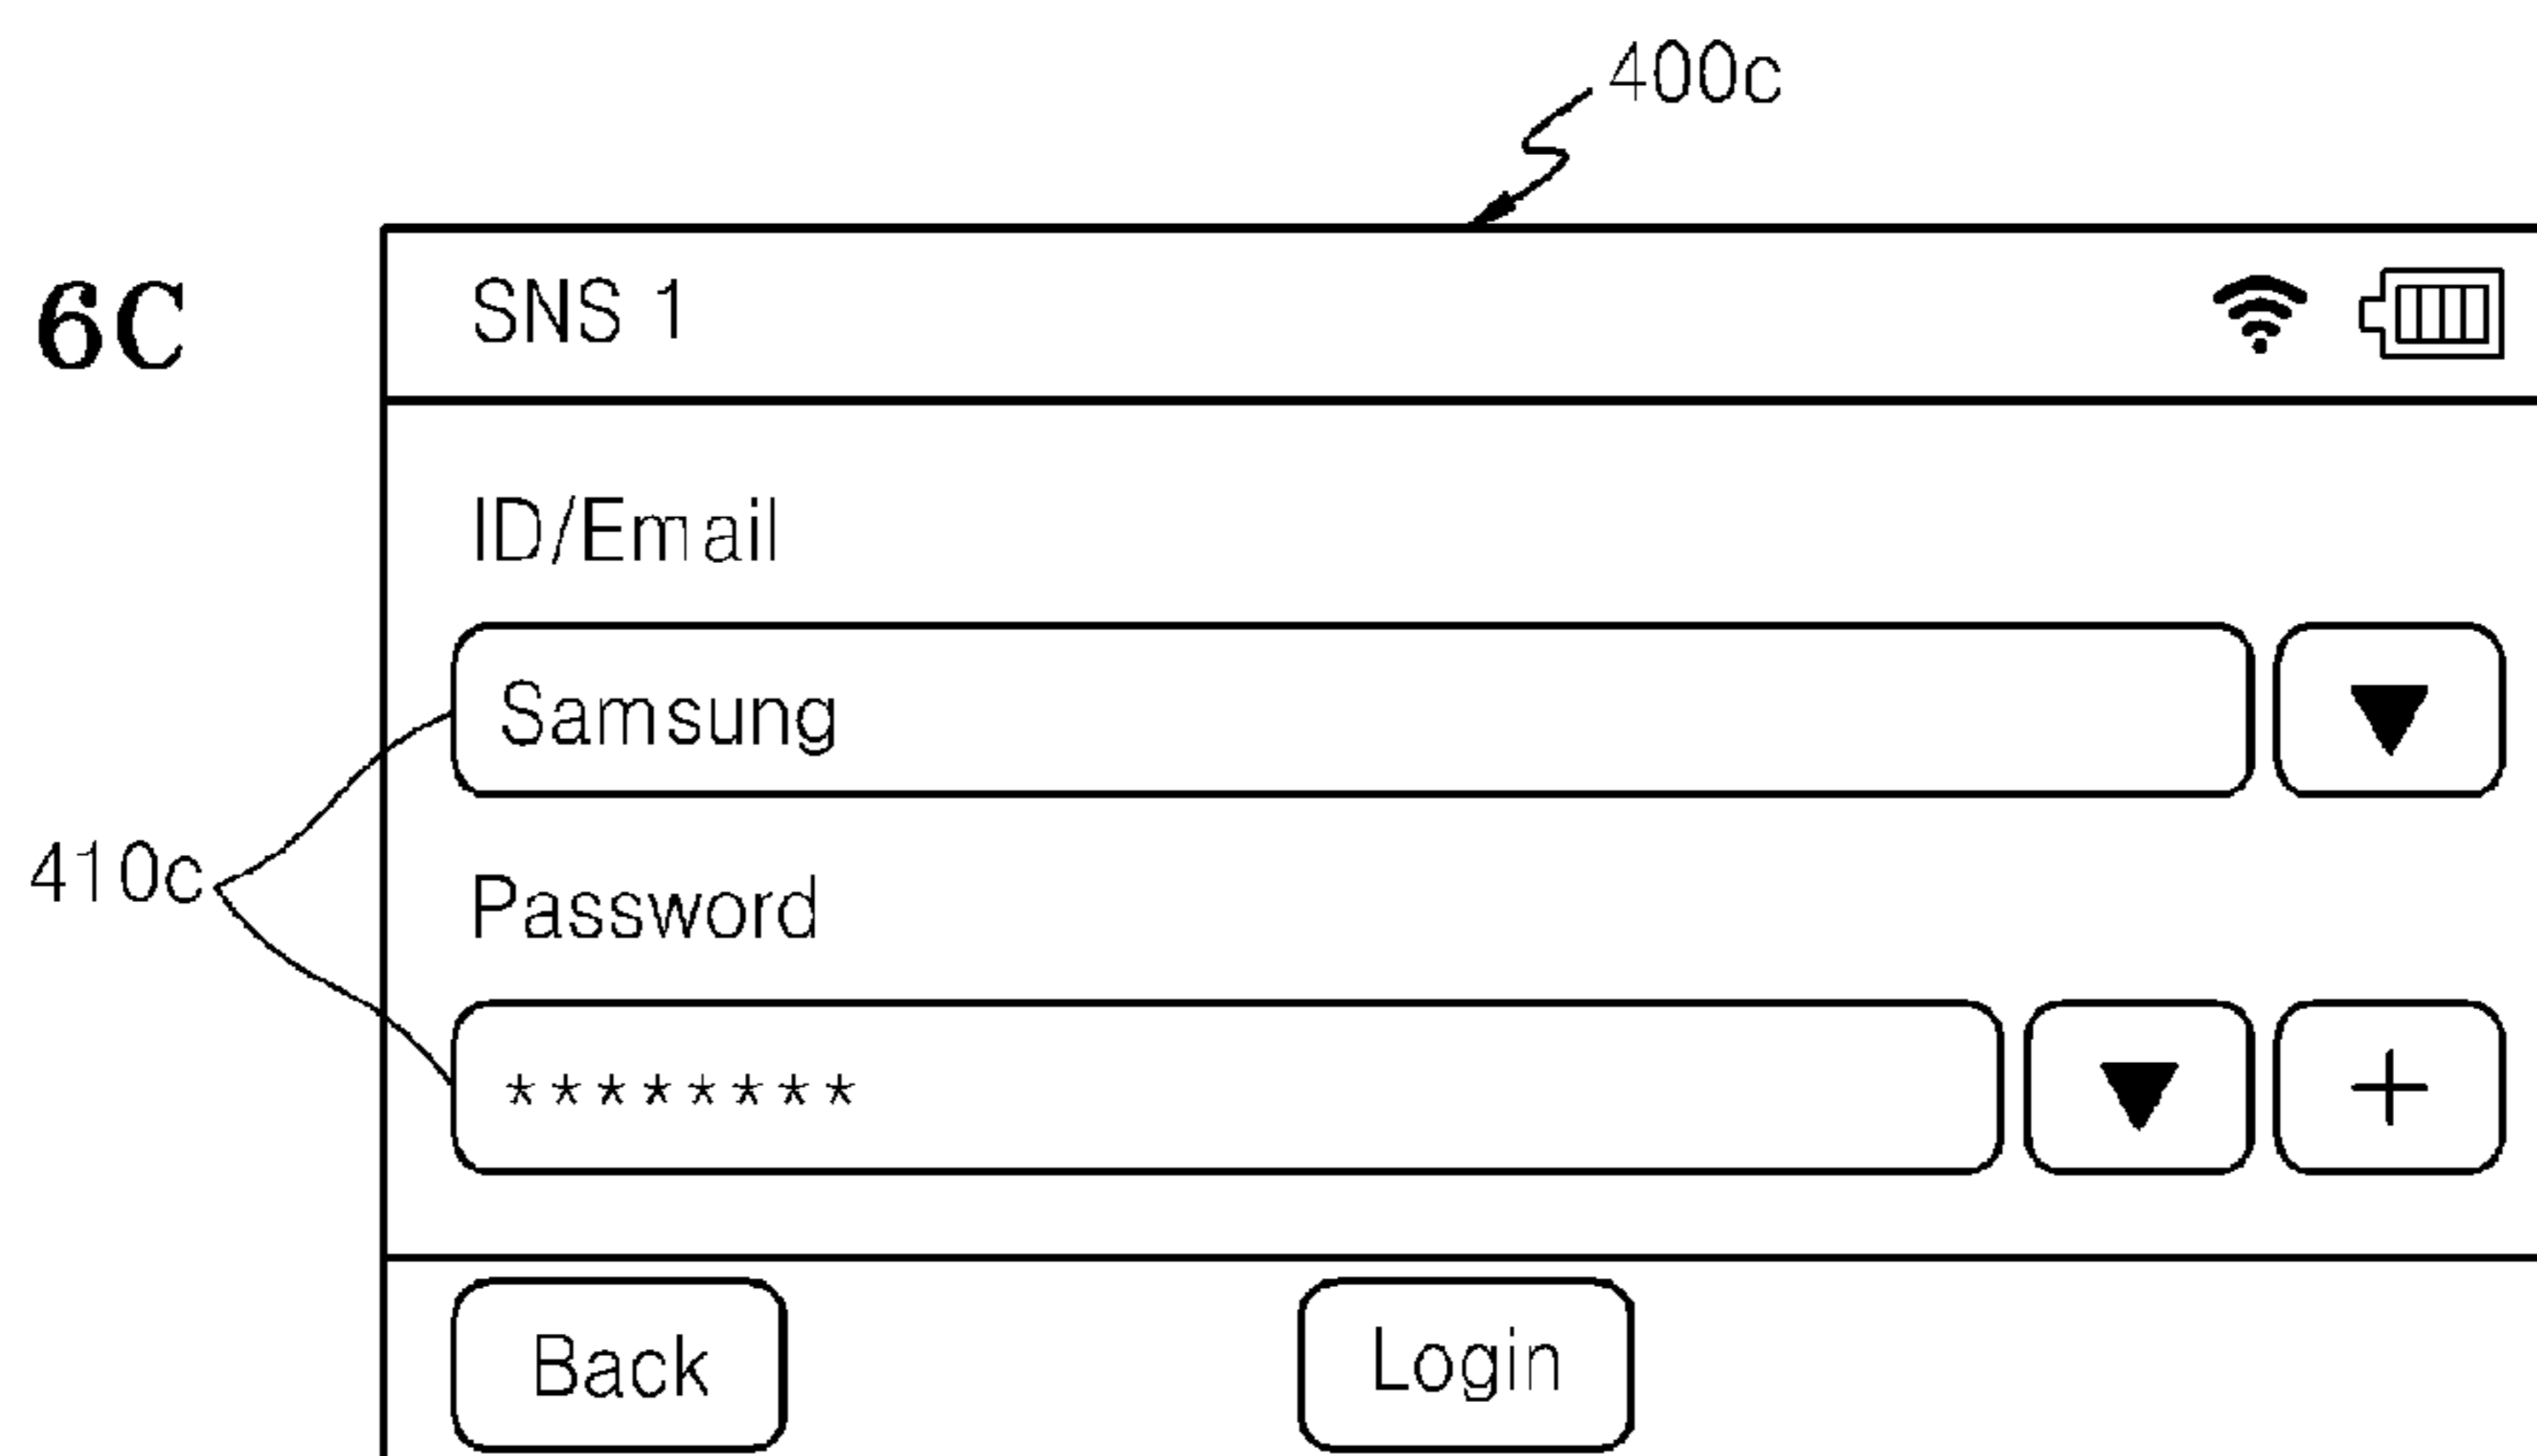 400c
6C
SNS 1
ID/Email
Samsung
410c
Password
********
+
Back
Login